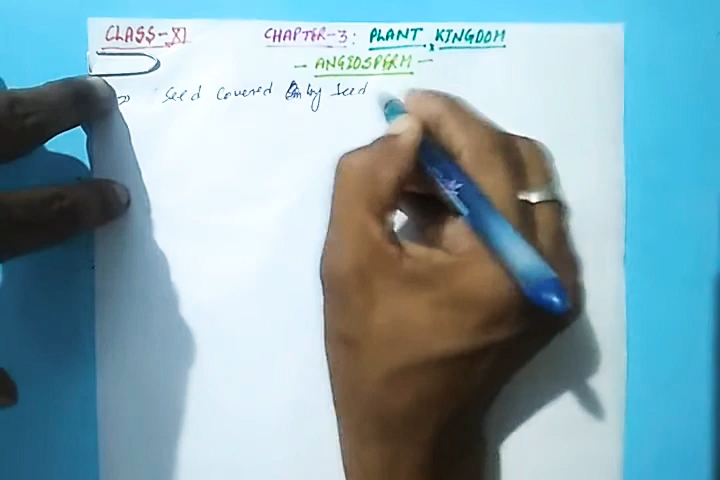 CLASS-XI CHAPTER-3: PLANT KINGDOM
- ANGIOSPERM -
Seed covered by seed